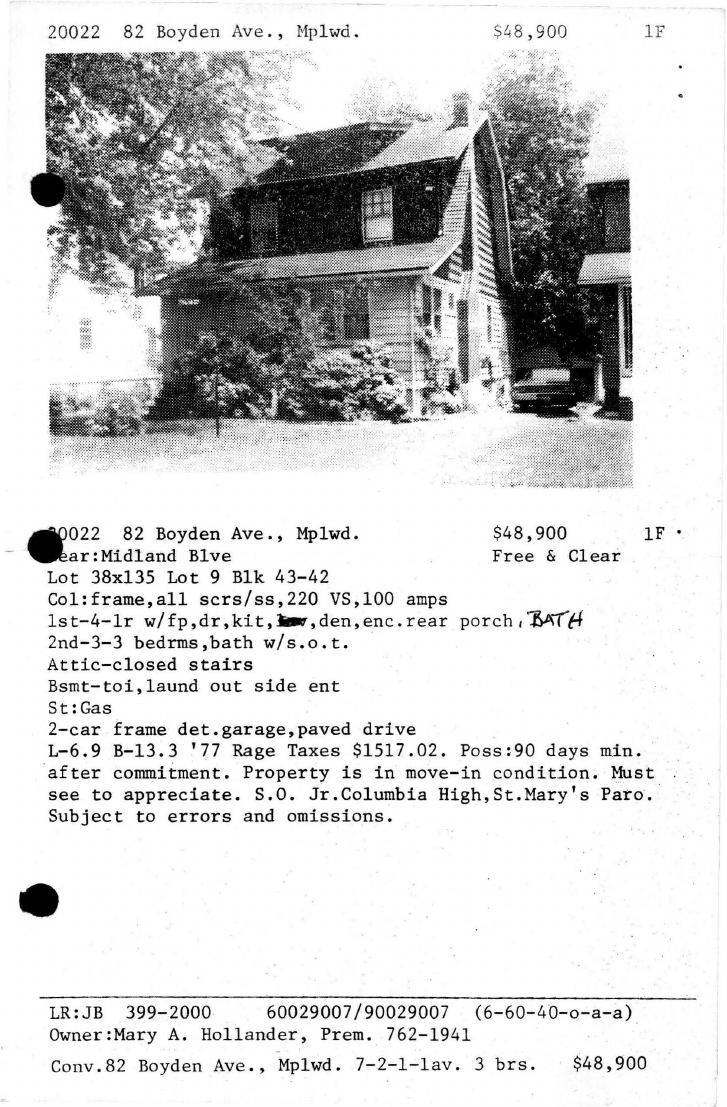 20022 82 Boyden Ave., Mplwd. $48,900 1F
0022 82 Boyden Ave., Mplwd. $48,900 1F
ear:Midland Blve Free & Clear
Lot 38x135 Lot 9 Blk 43-42
Col:frame,all scrs/ss,220 VS,100 amps
1st-4-lr w/fp,dr,kit, ,den,enc.rear porch, BATH
2nd-3-3 bedrms,bath w/s.o.t.
Attic-closed stairs
Bsmt-toi,laund out side ent
St:Gas
2-car frame det.garage,paved drive
L-6.9 B-13.3 '77 Rage Taxes $1517.02. Poss:90 days min.
after commitment. Property is in move-in condition. Must
see to appreciate. S.O. Jr.Columbia High,St.Mary's Paro.
Subject to errors and omissions.
LR:JB 399-2000 60029007/90029007 (6-60-40-o-a-a)
Owner:Mary A. Hollander, Prem. 762-1941
Conv.82 Boyden Ave., Mplwd. 7-2-1-lav. 3 brs. $48,900